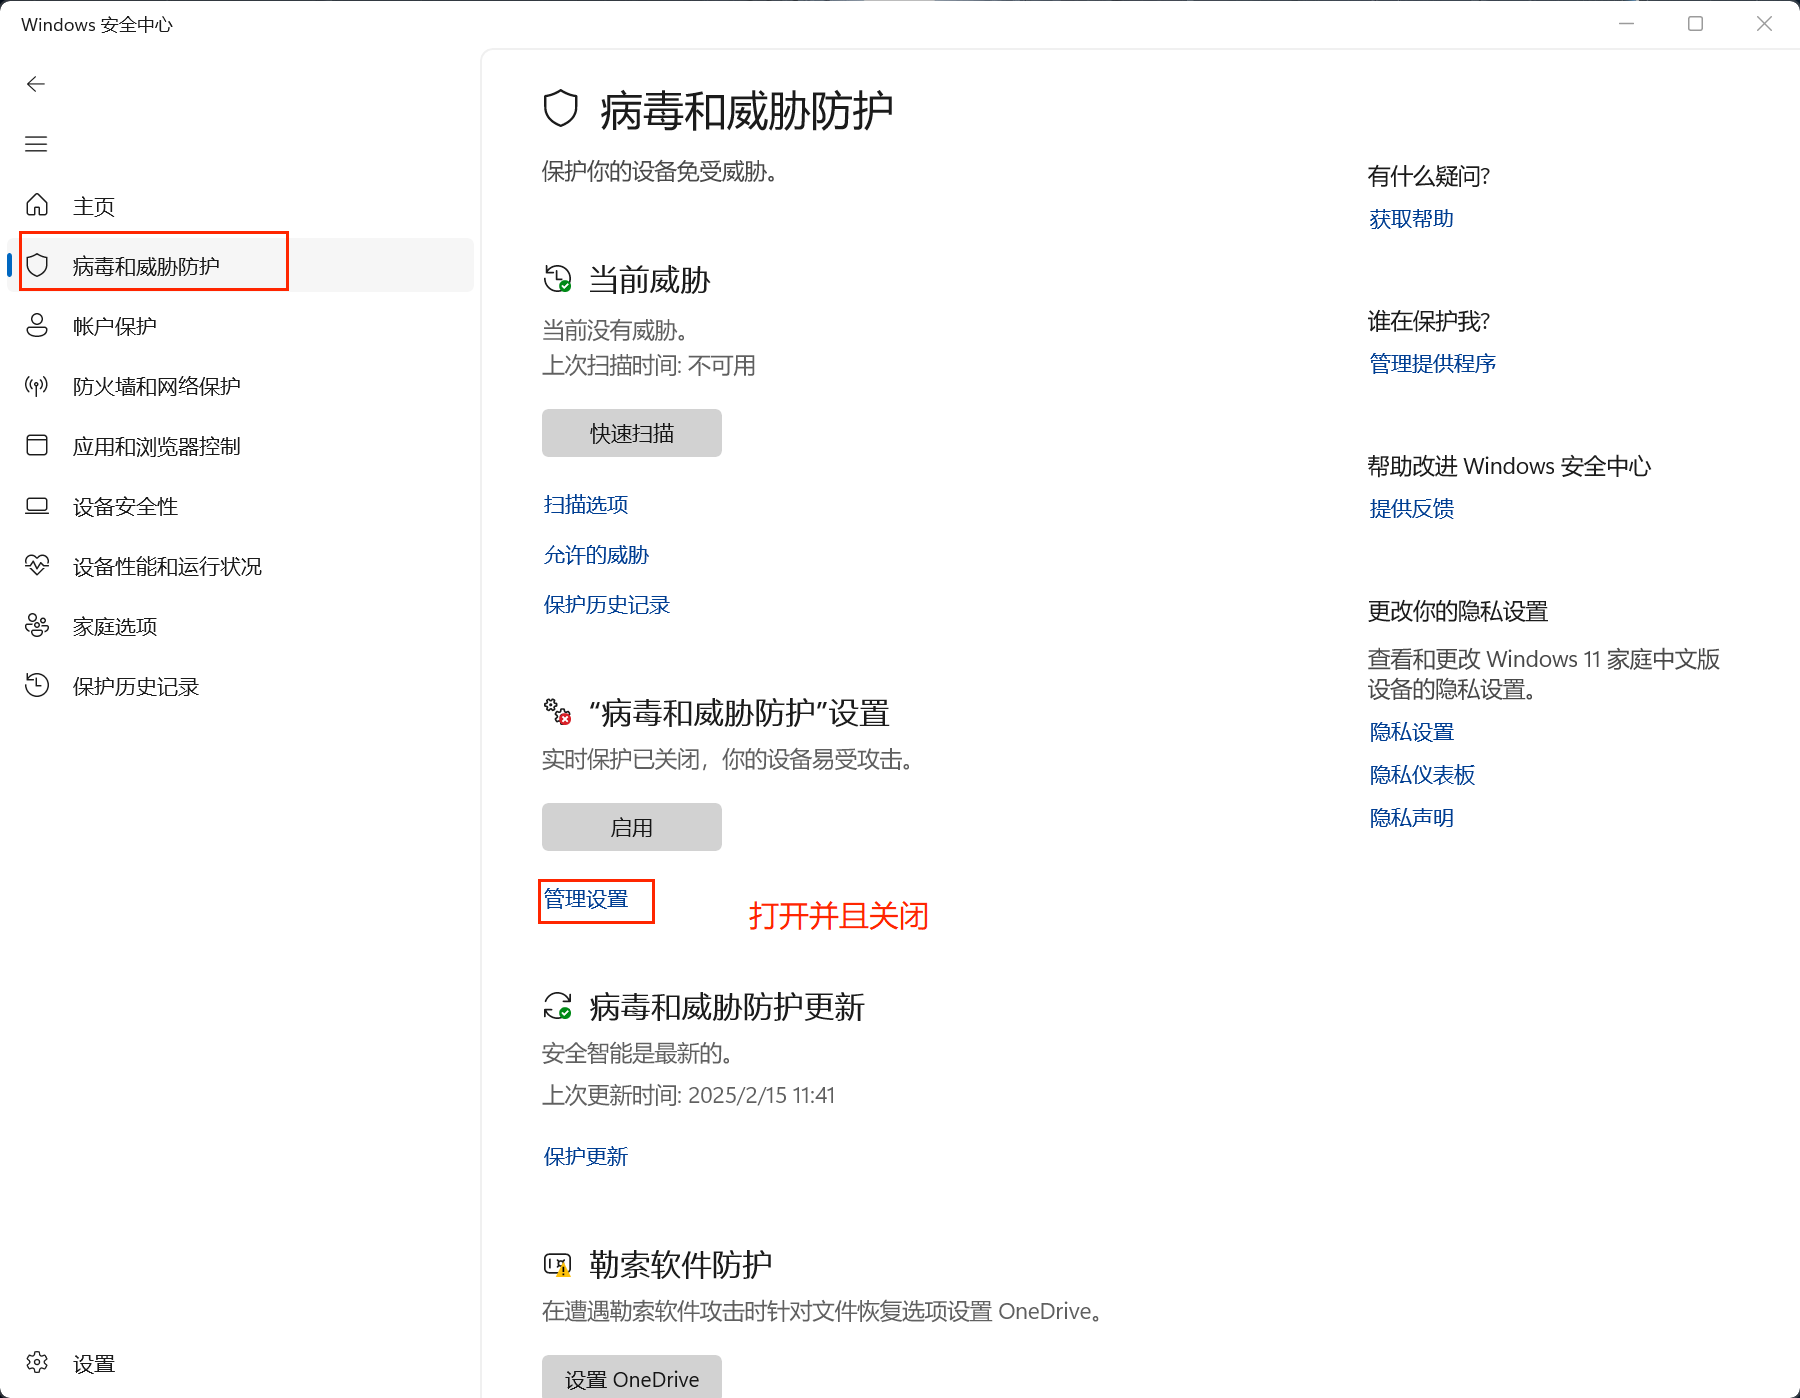 Windows 安全中心
主页
病毒和威胁防护
帐户保护
防火墙和网络保护
应用和浏览器控制
设备安全性
设备性能和运行状况
家庭选项
保护历史记录
设置
病毒和威胁防护
保护你的设备免受威胁。
当前威胁
当前没有威胁。
上次扫描时间: 不可用
快速扫描
扫描选项
允许的威胁
保护历史记录
“病毒和威胁防护”设置
实时保护已关闭，你的设备易受攻击。
启用
管理设置
打开并且关闭
病毒和威胁防护更新
安全智能是最新的。
上次更新时间: 2025/2/15 11:41
保护更新
勒索软件防护
在遭遇勒索软件攻击时针对文件恢复选项设置 OneDrive。
设置 OneDrive
有什么疑问?
获取帮助
谁在保护我?
管理提供程序
帮助改进 Windows 安全中心
提供反馈
更改你的隐私设置
查看和更改 Windows 11 家庭中文版
设备的隐私设置。
隐私设置
隐私仪表板
隐私声明